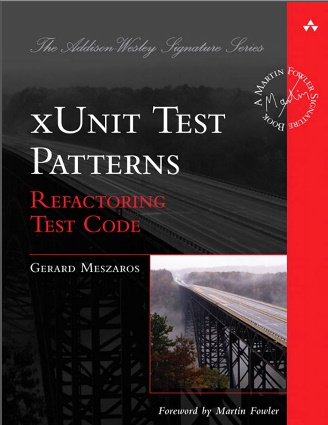 The Addison-Wesley Signature Series
A MARTIN FOWLER SIGNATURE BOOK
Martin
xUNIT TEST
PATTERNS
REFACTORING
TEST CODE
GERARD MESZAROS
Foreword by Martin Fowler